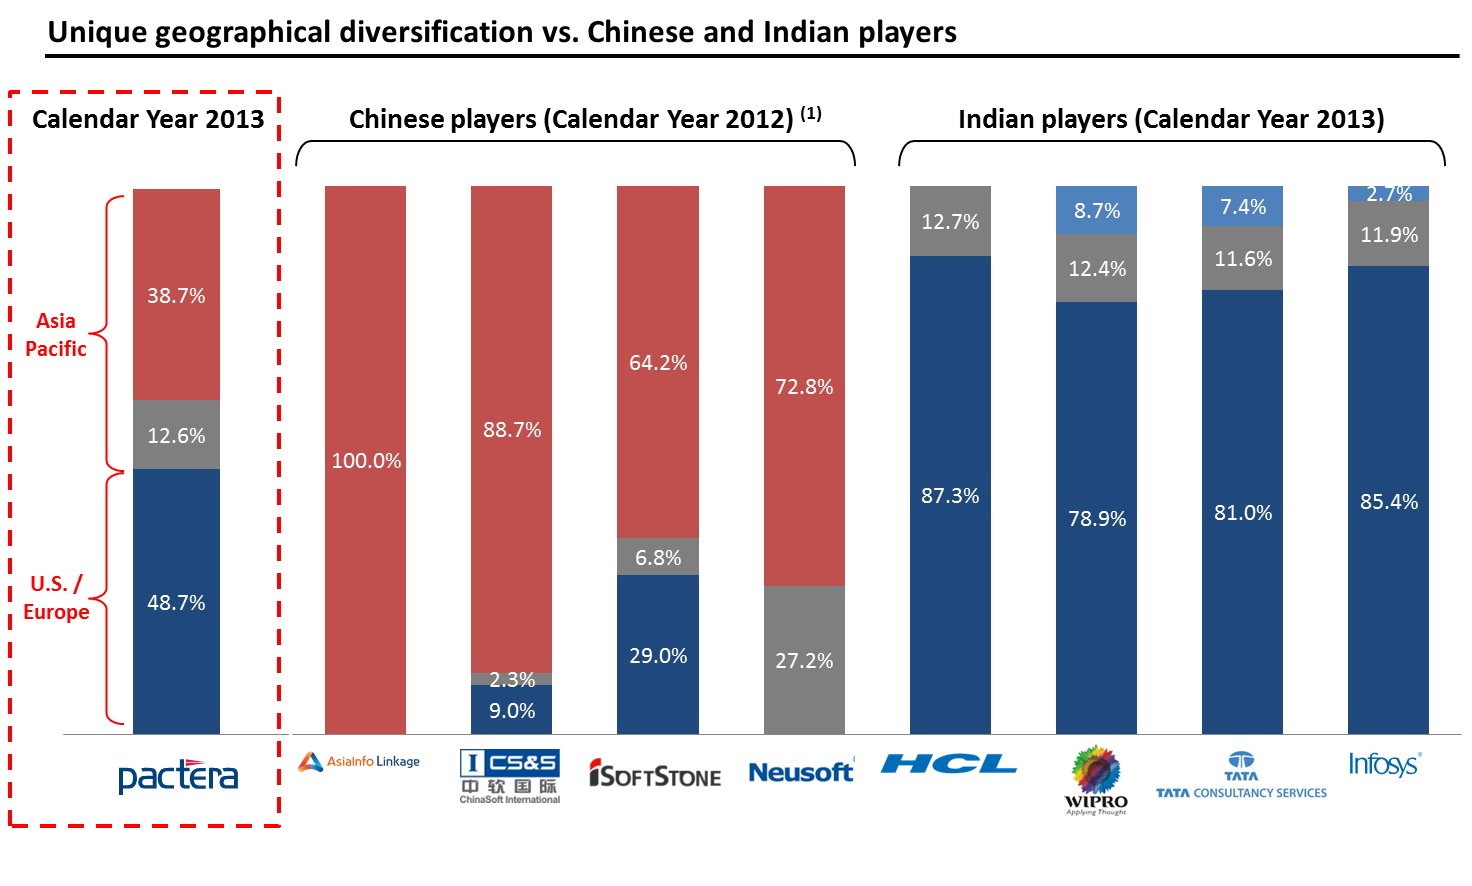 Unique geographical diversification vs. Chinese and Indian players
Calendar Year 2013
Chinese players (Calendar Year 2012) (1)
Indian players (Calendar Year 2013)
Asia
Pacific
U.S. /
Europe
38.7%
12.6%
48.7%
100.0%
88.7%
2.3%
9.0%
64.2%
6.8%
29.0%
72.8%
27.2%
12.7%
87.3%
8.7%
12.4%
78.9%
7.4%
11.6%
81.0%
2.7%
11.9%
85.4%
pactera
AsiaInfo Linkage
I CS&S
中软国际
ChinaSoft International
iSOFTSTONE
Neusoft
HCL
WIPRO
Applying Thought
TATA
TATA CONSULTANCY SERVICES
Infosys®